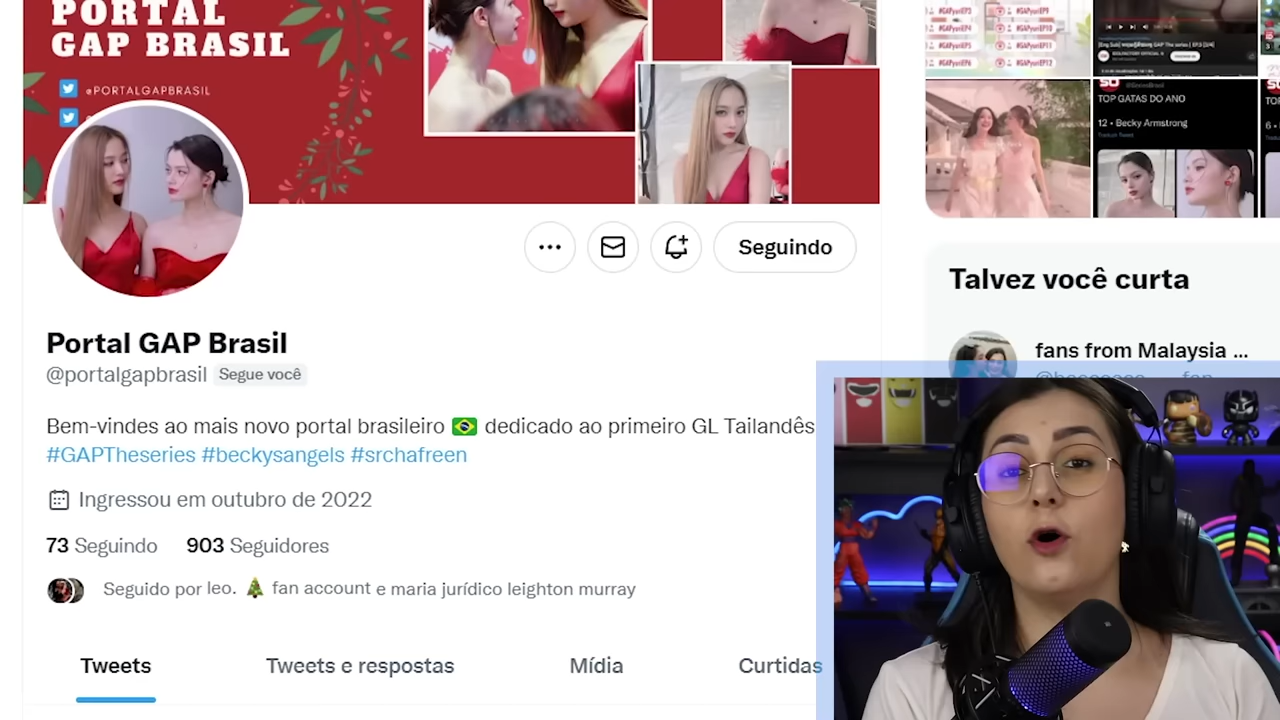 PORTAL
GAP BRASIL
@PORTALGAPBRASIL
Seguindo
Portal GAP Brasil
@portalgapbrasil Segue você
Bem-vindes ao mais novo portal brasileiro 🇧🇷 dedicado ao primeiro GL Tailandês
#GAPTheseries #beckysangels #srchafreen
Ingressou em outubro de 2022
73 Seguindo 903 Seguidores
Seguido por leo. 🎄 fan account e maria jurídico leighton murray
Tweets
Tweets e respostas
Mídia
Curtidas
TOP GATAS DO ANO
12 • Becky Armstrong
Talvez você curta
fans from Malaysia ...